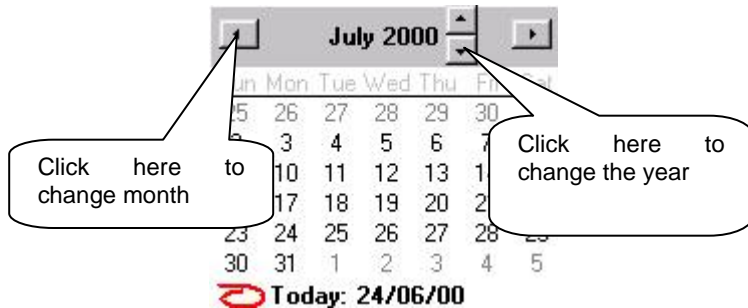 July 2000
Mon Tue Wed Thu
26 27 28 29 30
3 4 5 6
Click here to
change month
Click here to
change the year
10 11 12 13
17 18 19 20
23 24 25 26 27 28
30 31 1 2 3 4 5
Today: 24/06/00